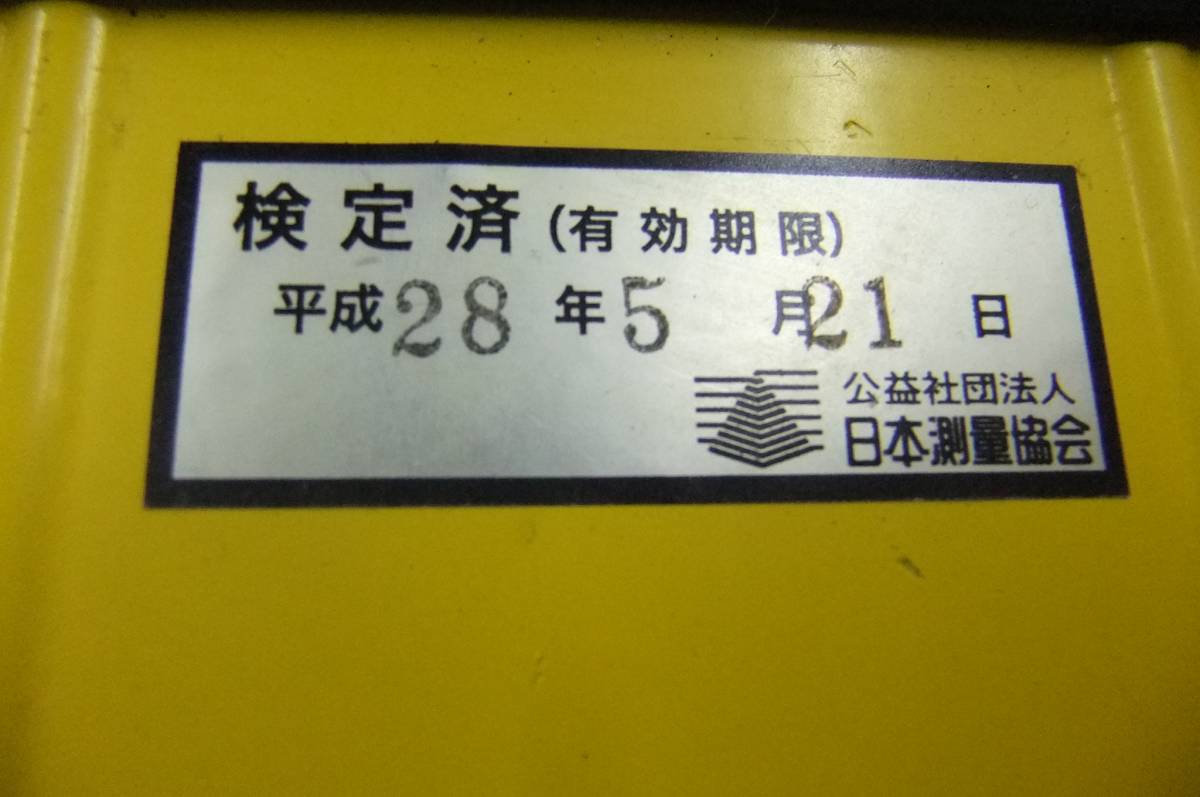 検定済(有効期限)
平成28年5月21日
公益社団法人
日本測量協会